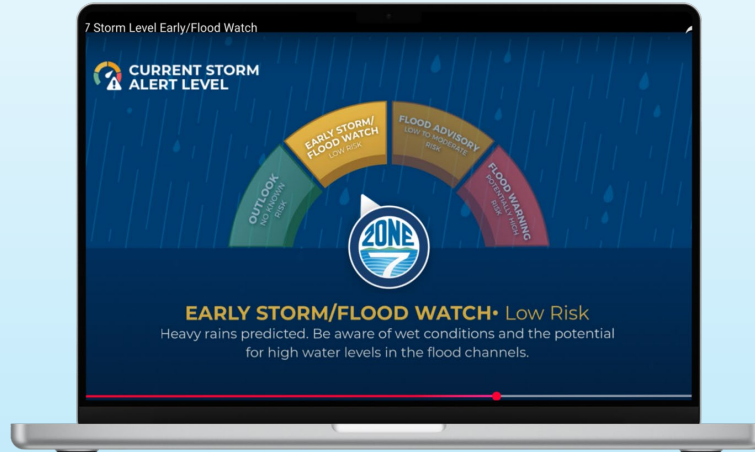 7 Storm Level Early/Flood Watch
CURRENT STORM
ALERT LEVEL
OUTLOOK
NO KNOWN
RISK
EARLY STORM/
FLOOD WATCH
LOW RISK
FLOOD ADVISORY
LOW TO MODERATE
RISK
FLOOD WARNING
POTENTIALLY HIGH
RISK
ZONE
7
EARLY STORM/FLOOD WATCH• Low Risk
Heavy rains predicted. Be aware of wet conditions and the potential
for high water levels in the flood channels.